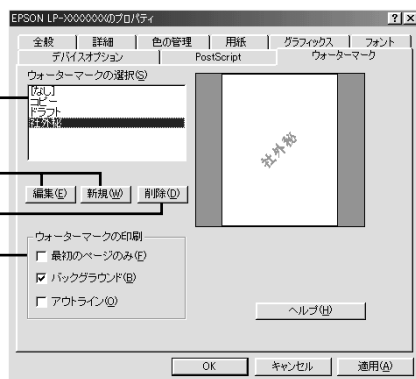 EPSON LP-XXXXXXXのプロパティ
全般 詳細 色の管理 用紙 グラフィックス フォント
デバイスオプション PostScript ウォーターマーク
ウォーターマークの選択(S)
[なし]
コピー
ドラフト
社外秘
社外秘
編集(E) 新規(W) 削除(D)
ウォーターマークの印刷
最初のページのみ(F)
バックグラウンド(B)
アウトライン(O)
ヘルプ(H)
OK キャンセル 適用(A)